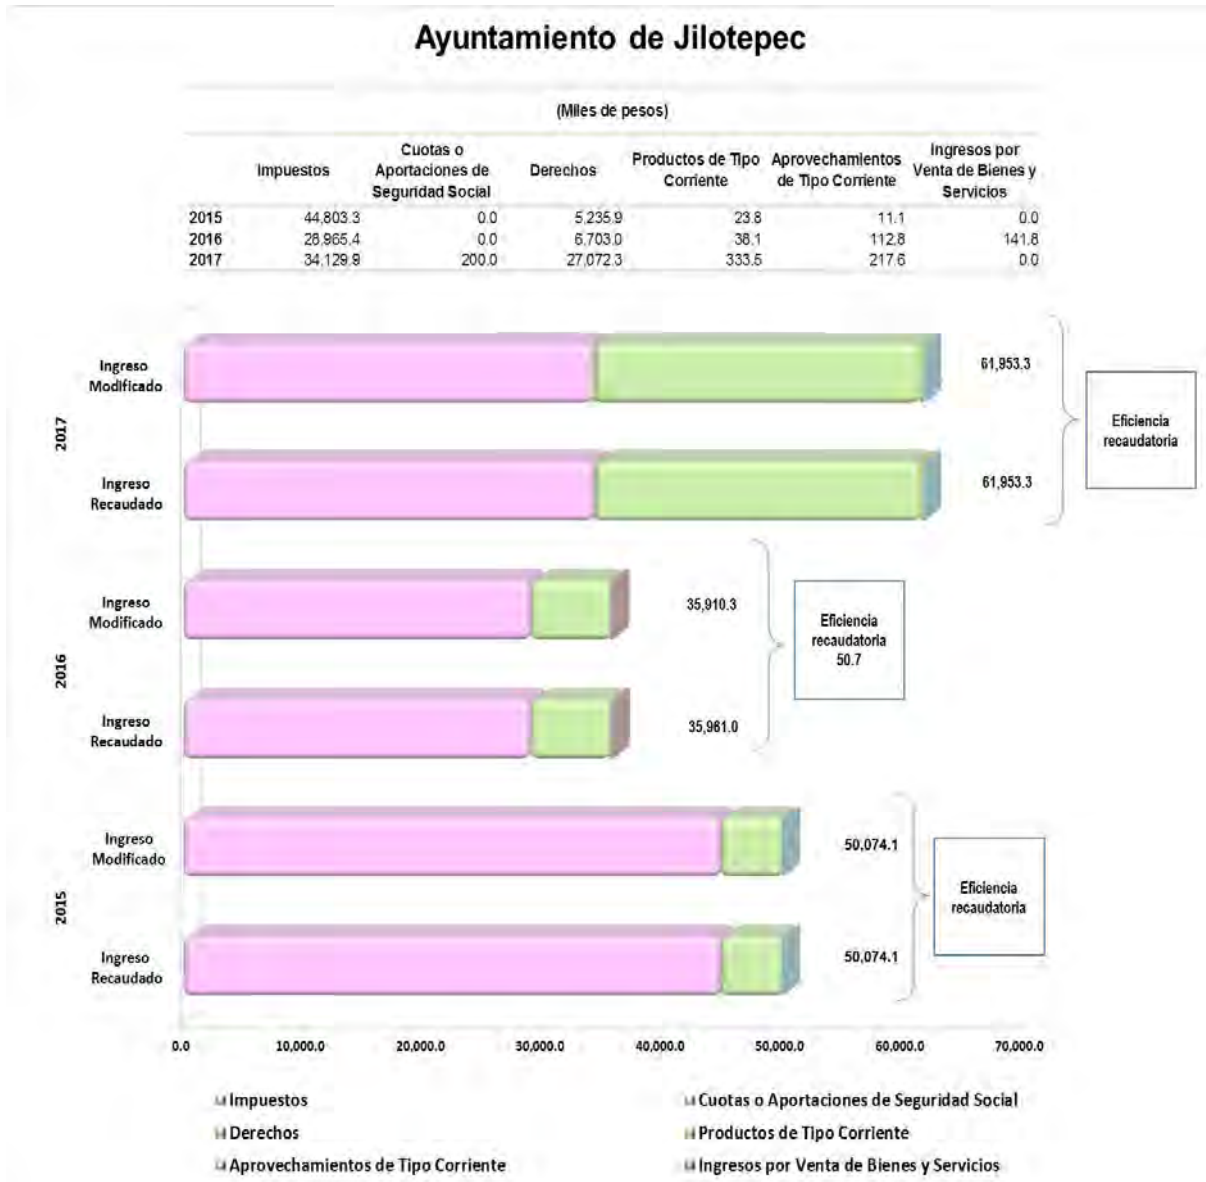 Ayuntamiento de Jilotepec
(Miles de pesos)
Impuestos Cuotas o Aportaciones de Seguridad Social Derechos Productos de Tipo Corriente Aprovechamientos de Tipo Corriente Ingresos por Venta de Bienes y Servicios
2015 44,803.3 0.0 5,235.9 23.8 11.1 0.0
2016 28,965.4 0.0 6,703.0 38.1 112.8 141.8
2017 34,129.9 200.0 27,072.3 333.5 217.6 0.0
2017
Ingreso
Modificado
61,953.3
Ingreso
Recaudado
61,953.3
Eficiencia
recaudatoria
2016
Ingreso
Modificado
35,910.3
Ingreso
Recaudado
35,961.0
Eficiencia
recaudatoria
50.7
2015
Ingreso
Modificado
50,074.1
Ingreso
Recaudado
50,074.1
Eficiencia
recaudatoria
0.0 10,000.0 20,000.0 30,000.0 40,000.0 50,000.0 60,000.0 70,000.0
Impuestos Cuotas o Aportaciones de Seguridad Social
Derechos Productos de Tipo Corriente
Aprovechamientos de Tipo Corriente Ingresos por Venta de Bienes y Servicios